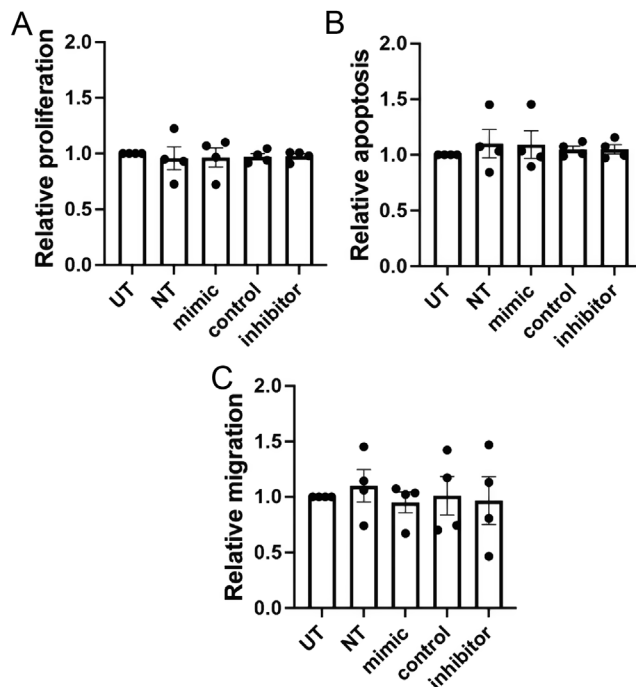 A
Relative proliferation
2.0
1.5
1.0
0.5
0.0
UT
NT
mimic
control
inhibitor
B
Relative apoptosis
2.0
1.5
1.0
0.5
0.0
UT
NT
mimic
control
inhibitor
C
Relative migration
2.0
1.5
1.0
0.5
0.0
UT
NT
mimic
control
inhibitor